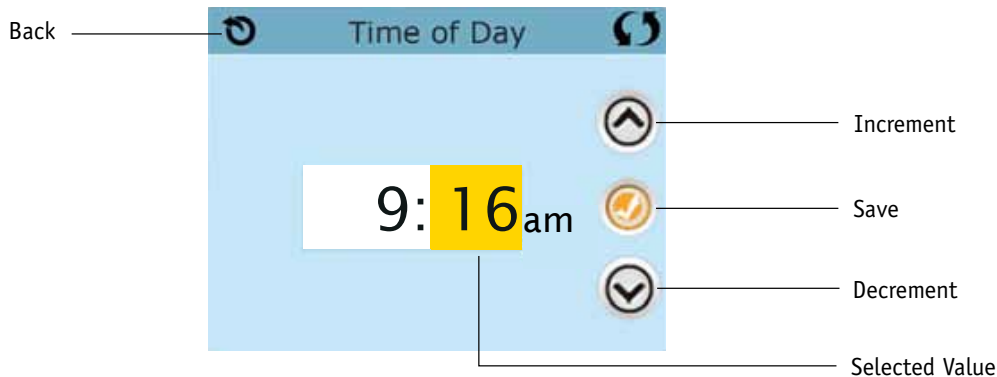 Back
Time of Day
Increment
9:16am
Save
Decrement
Selected Value